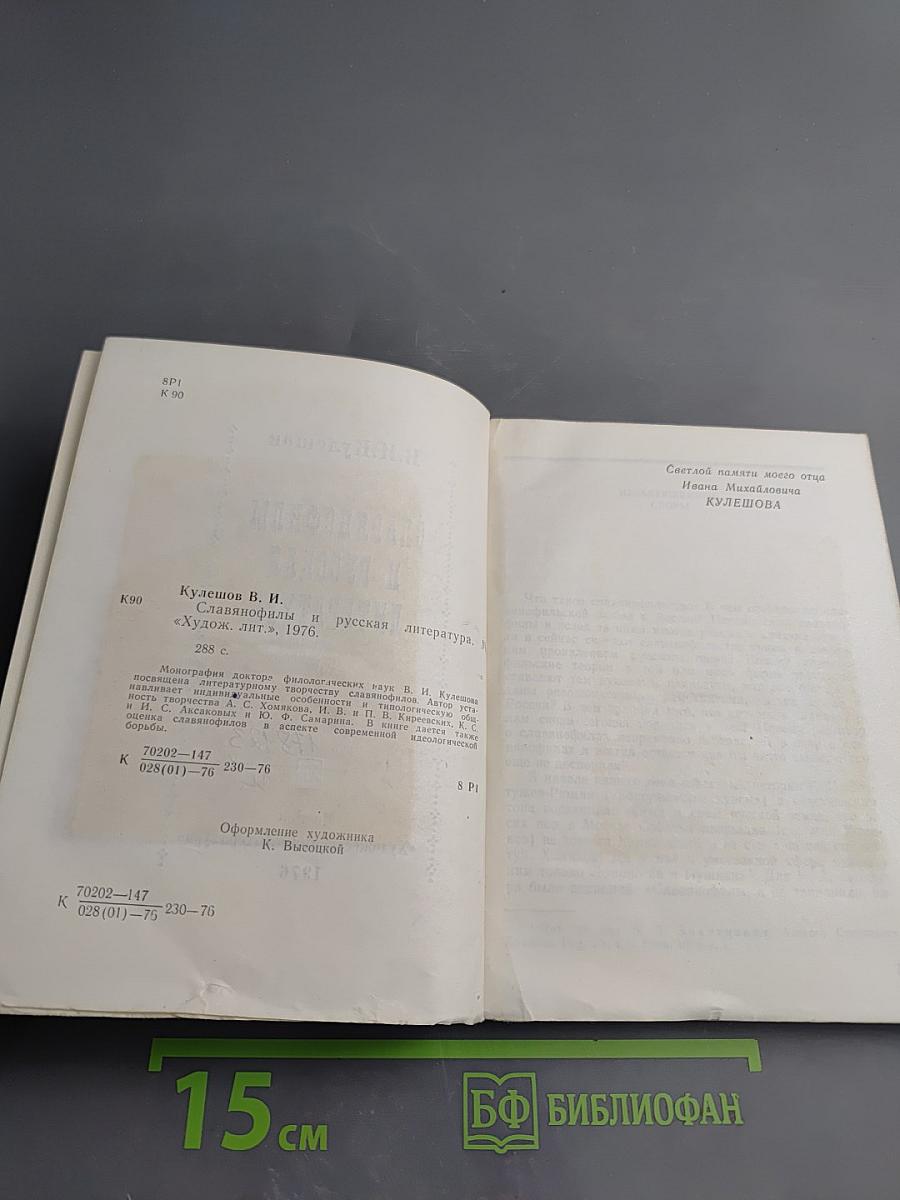 8Р1
К 90
Кулешов В. И.
К90
Славянофилы и русская литература.
«Худож. лит.», 1976.
288 с.
Монография доктора филологических наук В. И. Кулешова
посвящена литературному творчеству славянофилов. Автор уста-
навливает индивидуальные особенности и типологическую общ-
ность творчества А. С. Хомякова, И. В. и П. В. Киреевских, К. С.
и И. С. Аксаковых и Ю. Ф. Самарина. В книге дается также
оценка славянофилов в аспекте современной идеологической
борьбы.
К 70202—147
028(01)—76 230—76
8 Р1
Оформление художника
К. Высоцкой
К 70202—147
028(01)—76 230—76
Светлой памяти моего отца
Ивана Михайловича
КУЛЕШОВА
15 см
БФ БИБЛИОФАН